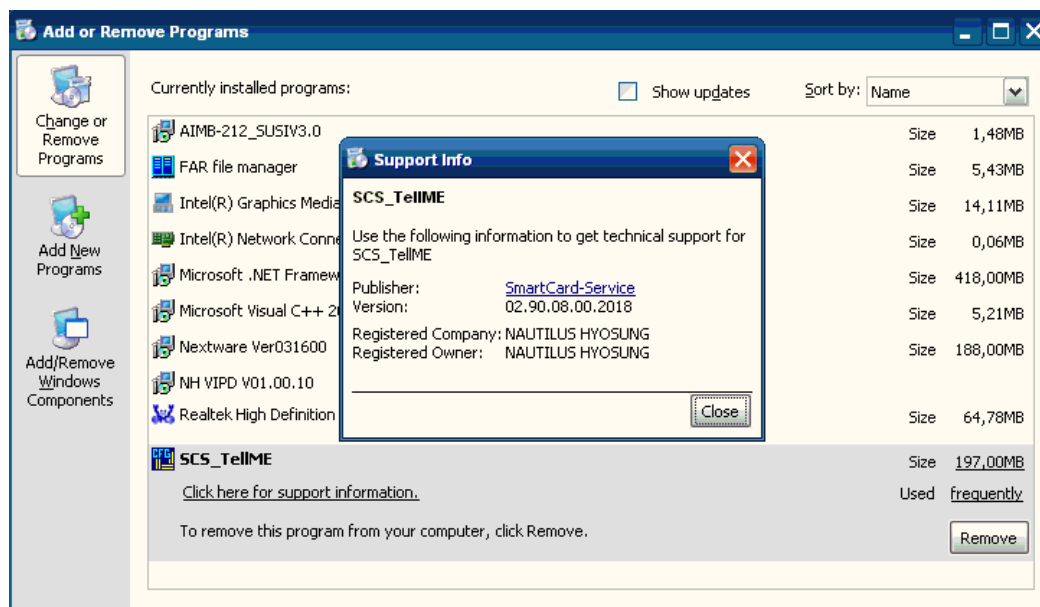 Add or Remove Programs
Change or
Remove
Programs
Add New
Programs
Add/Remove
Windows
Components
Currently installed programs:
Show updates
Sort by: Name
AIMB-212_SUSIV3.0 Size 1,48MB
FAR file manager Size 5,43MB
Intel(R) Graphics Media Size 14,11MB
Intel(R) Network Conne Size 0,06MB
Microsoft .NET Framew Size 418,00MB
Microsoft Visual C++ 2 Size 5,21MB
Nextware Ver031600 Size 188,00MB
NH VIPD V01.00.10
Realtek High Definition Size 64,78MB
SCS_TellME Size 197,00MB
Click here for support information. Used frequently
To remove this program from your computer, click Remove.
Remove
Support Info
SCS_TellME
Use the following information to get technical support for
SCS_TellME
Publisher: SmartCard-Service
Version: 02.90.08.00.2018
Registered Company: NAUTILUS HYOSUNG
Registered Owner: NAUTILUS HYOSUNG
Close